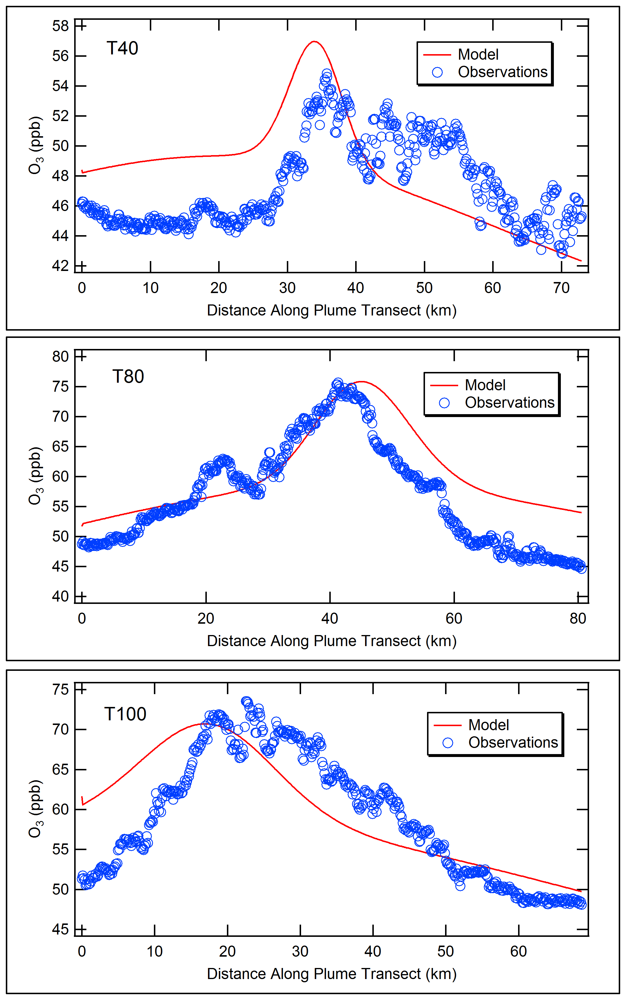 T40
Model
Observations
O3 (ppb)
58
56
54
52
50
48
46
44
42
0 10 20 30 40 50 60 70
Distance Along Plume Transect (km)
T80
Model
Observations
O3 (ppb)
80
75
70
65
60
55
50
45
40
0 20 40 60 80
Distance Along Plume Transect (km)
T100
Model
Observations
O3 (ppb)
75
70
65
60
55
50
45
0 10 20 30 40 50 60
Distance Along Plume Transect (km)